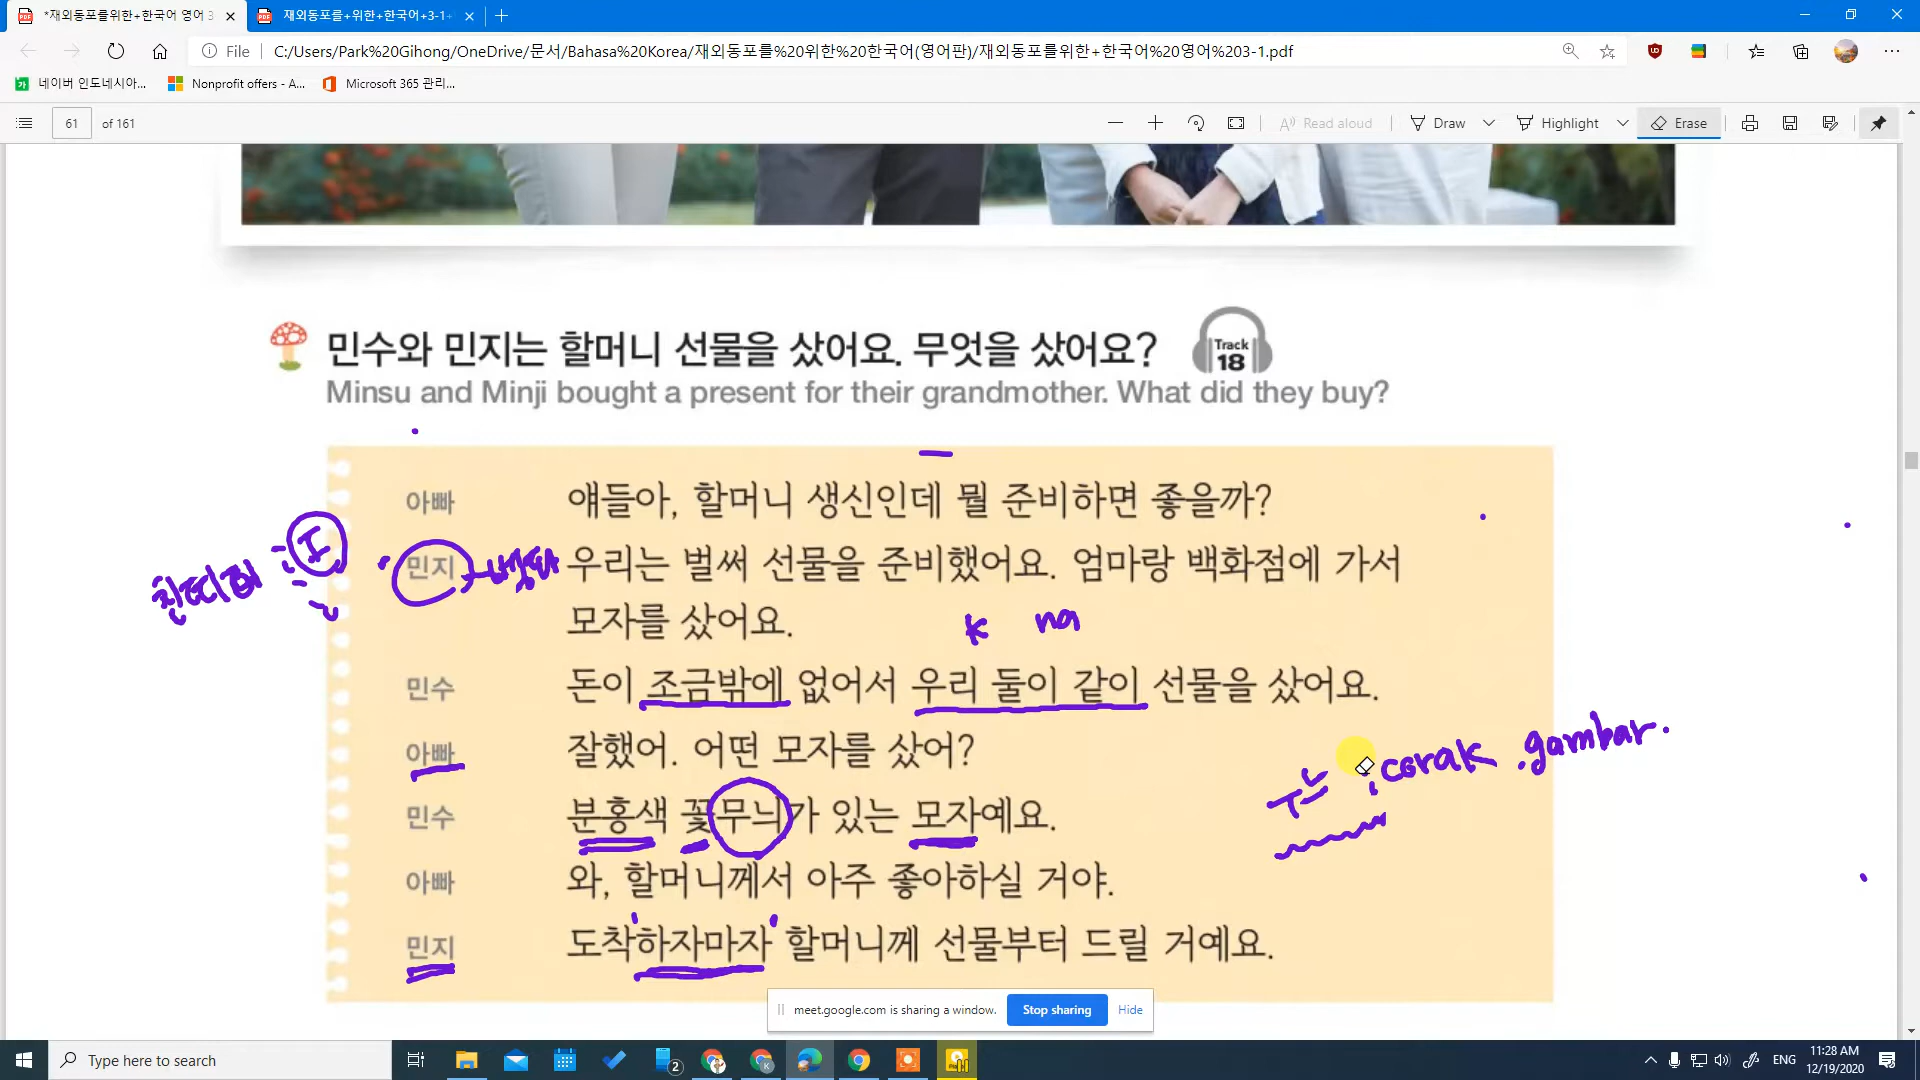 *재외동포를위한+한국어 영어 3
재외동포를+위한+한국어+3-1+
File
C:/Users/Park%20Gihong/OneDrive/문서/Bahasa%20Korea/재외동포를%20위한%20한국어(영어판)/재외동포를위한+한국어%20영어%203-1.pdf
네이버 인도네시아...
Nonprofit offers - A...
Microsoft 365 관리...
61 of 161
Read aloud
Draw
Highlight
Erase
민수와 민지는 할머니 선물을 샀어요. 무엇을 샀어요?
Track 18
Minsu and Minji bought a present for their grandmother. What did they buy?
아빠 얘들아, 할머니 생신인데 뭘 준비하면 좋을까?
민지 우리는 벌써 선물을 준비했어요. 엄마랑 백화점에 가서
모자를 샀어요.
k na
민수 돈이 조금밖에 없어서 우리 둘이 같이 선물을 샀어요.
아빠 잘했어. 어떤 모자를 샀어?
corak gambar
민수 분홍색 꽃무늬가 있는 모자예요.
아빠 와, 할머니께서 아주 좋아하실 거야.
민지 도착하자마자 할머니께 선물부터 드릴 거예요.
meet.google.com is sharing a window.
Stop sharing
Hide
Type here to search
2
ENG
11:28 AM
12/19/2020